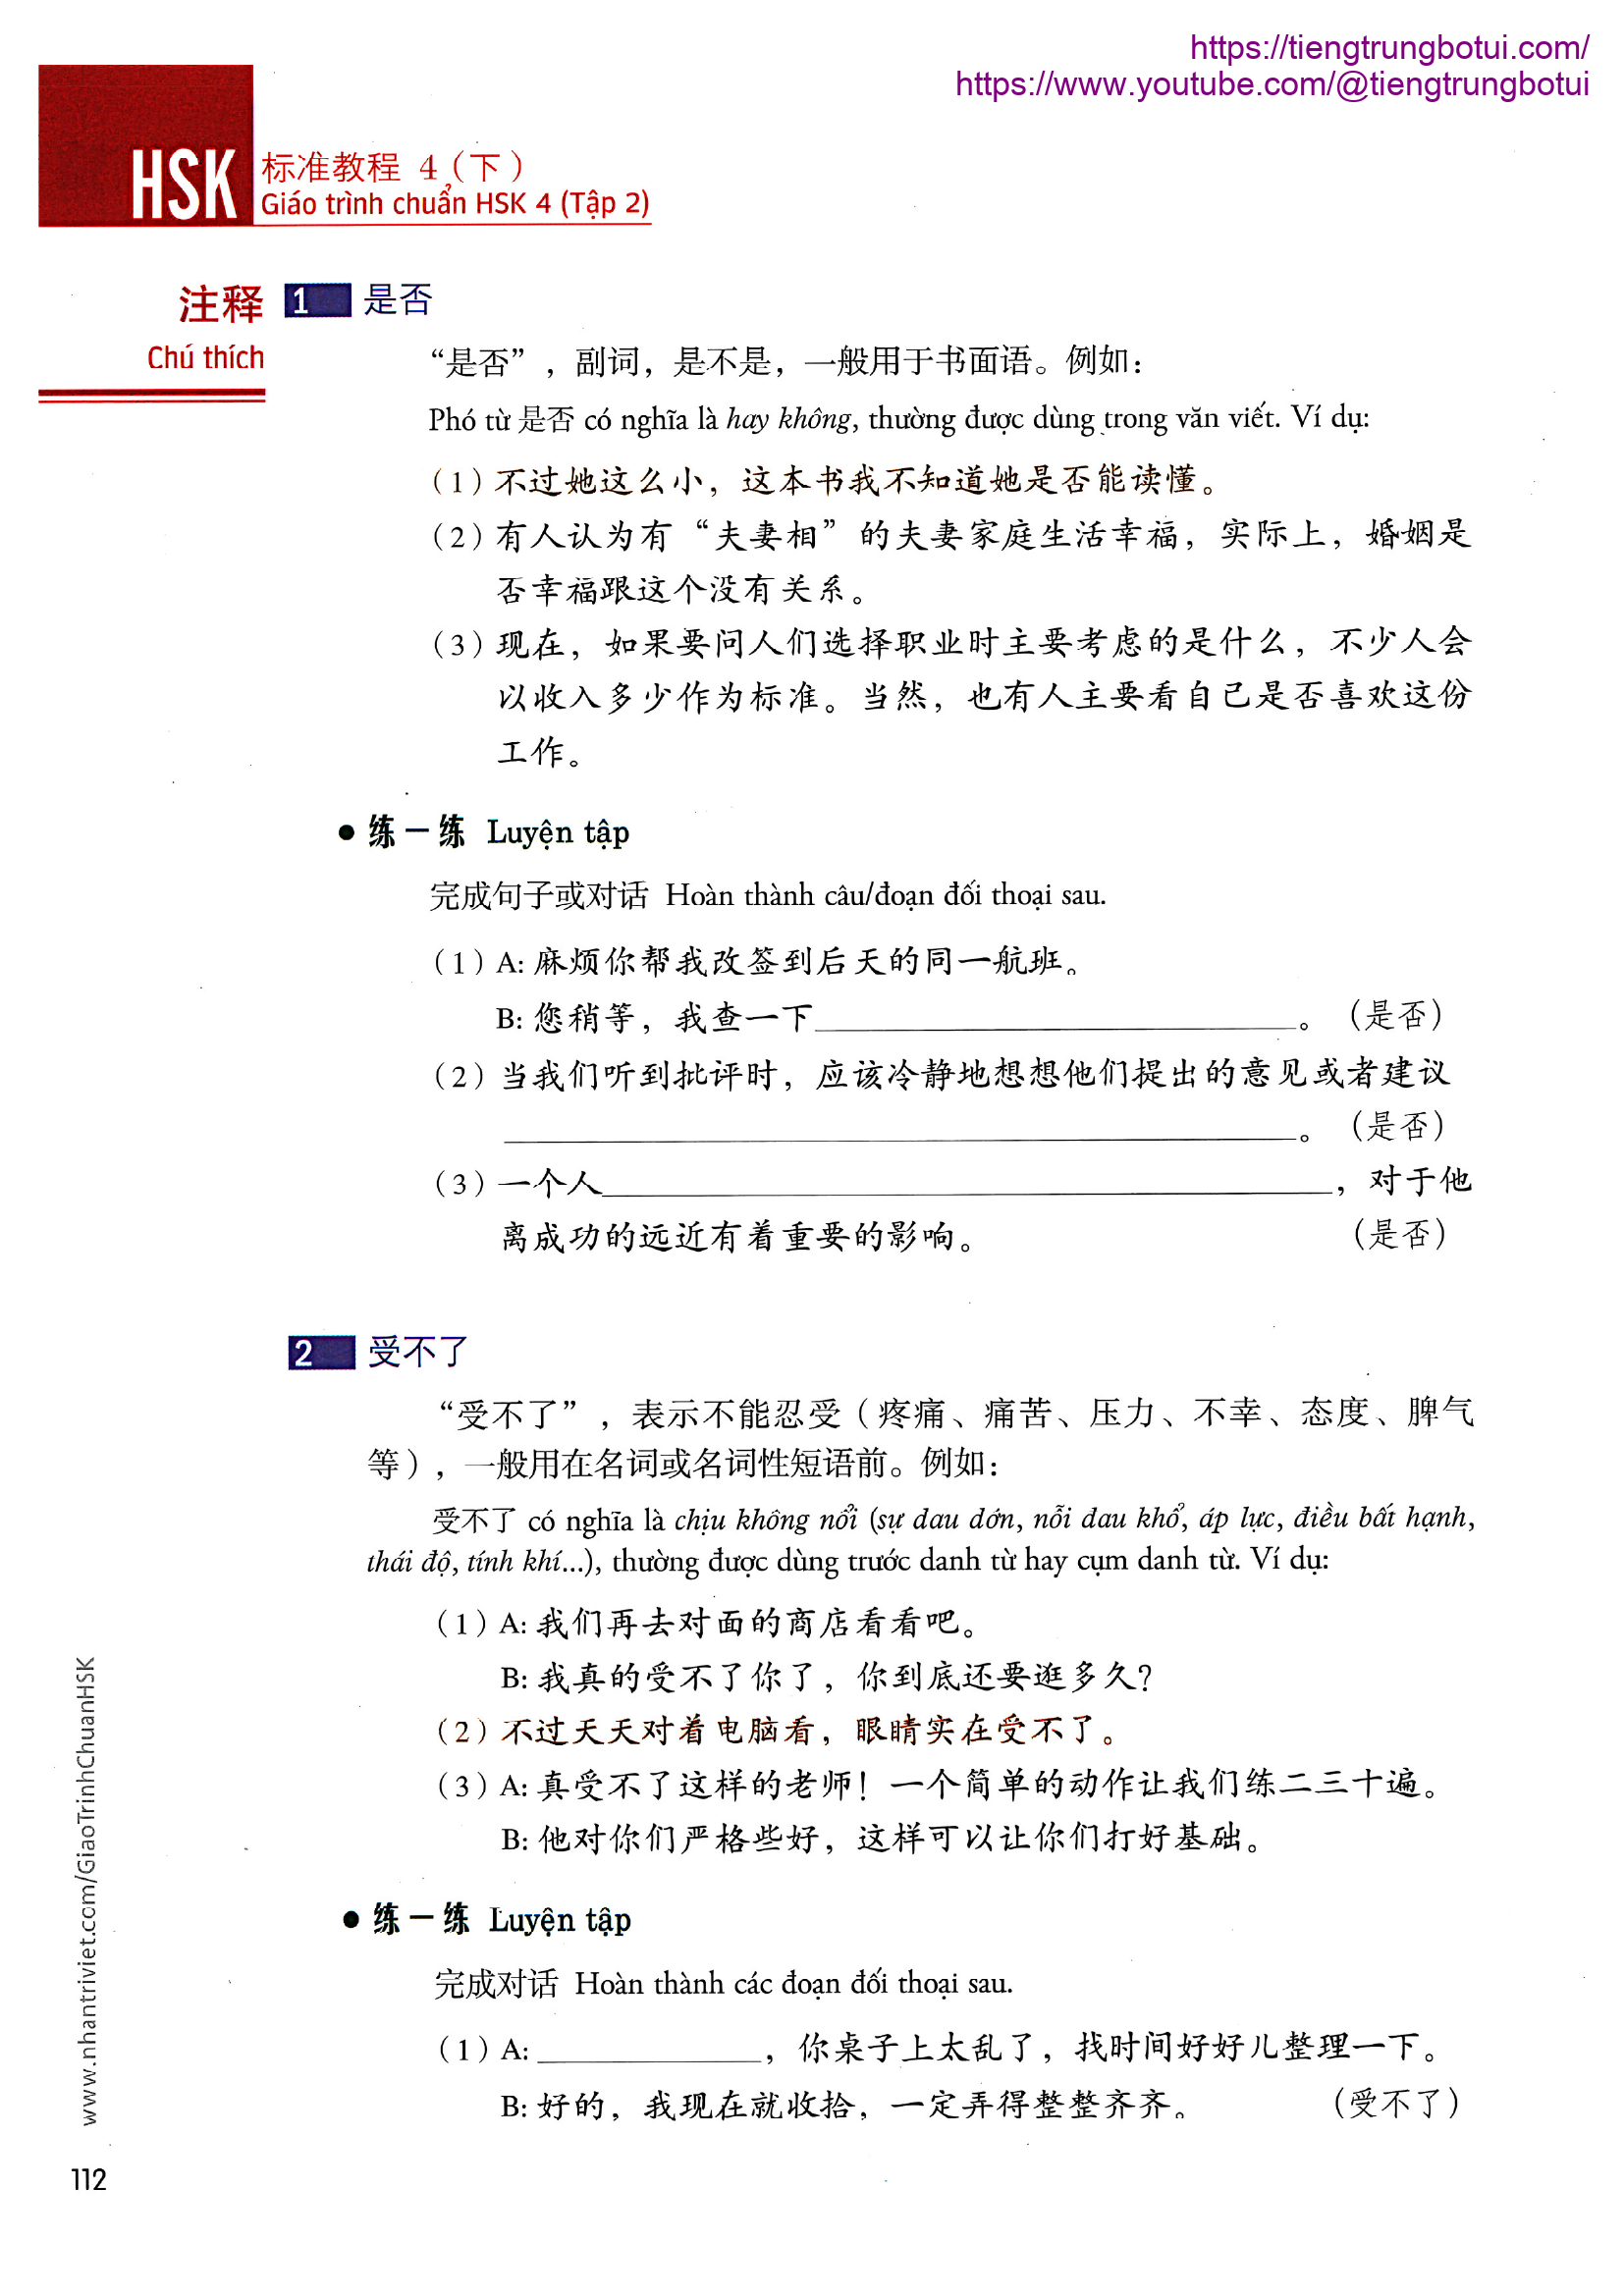 https://tiengtrungbotui.com/
https://www.youtube.com/@tiengtrungbotui
HSK 标准教程 4（下）
Giáo trình chuẩn HSK 4 (Tập 2)
注释
Chú thích
1 是否
“是否”，副词，是不是，一般用于书面语。例如：
Phó từ 是否 có nghĩa là hay không, thường được dùng trong văn viết. Ví dụ:
（1）不过她这么小，这本书我不知道她是否能读懂。
（2）有人认为有“夫妻相”的夫妻家庭生活幸福，实际上，婚姻是
否幸福跟这个没有关系。
（3）现在，如果要问人们选择职业时主要考虑的是什么，不少人会
以收入多少作为标准。当然，也有人主要看自己是否喜欢这份
工作。
● 练一练 Luyện tập
完成句子或对话 Hoàn thành câu/đoạn đối thoại sau.
（1）A: 麻烦你帮我改签到后天的同一航班。
B: 您稍等，我查一下______________________。（是否）
（2）当我们听到批评时，应该冷静地想想他们提出的意见或者建议
______________________。（是否）
（3）一个人______________________，对于他
离成功的远近有着重要的影响。（是否）
2 受不了
“受不了”，表示不能忍受（疼痛、痛苦、压力、不幸、态度、脾气
等），一般用在名词或名词性短语前。例如：
受不了 có nghĩa là chịu không nổi (sự đau đớn, nỗi đau khổ, áp lực, điều bất hạnh,
thái độ, tính khí...), thường được dùng trước danh từ hay cụm danh từ. Ví dụ:
（1）A: 我们再去对面的商店看看吧。
B: 我真的受不了你了，你到底还要逛多久？
（2）不过天天对着电脑看，眼睛实在受不了。
（3）A: 真受不了这样的老师！一个简单的动作让我们练二三十遍。
B: 他对你们严格些好，这样可以让你们打好基础。
● 练一练 Luyện tập
完成对话 Hoàn thành các đoạn đối thoại sau.
（1）A: ____________，你桌子上太乱了，找时间好好儿整理一下。
B: 好的，我现在就收拾，一定弄得整整齐齐。（受不了）
www.nhantriviet.com/GiaoTrinhChuanHSK
112